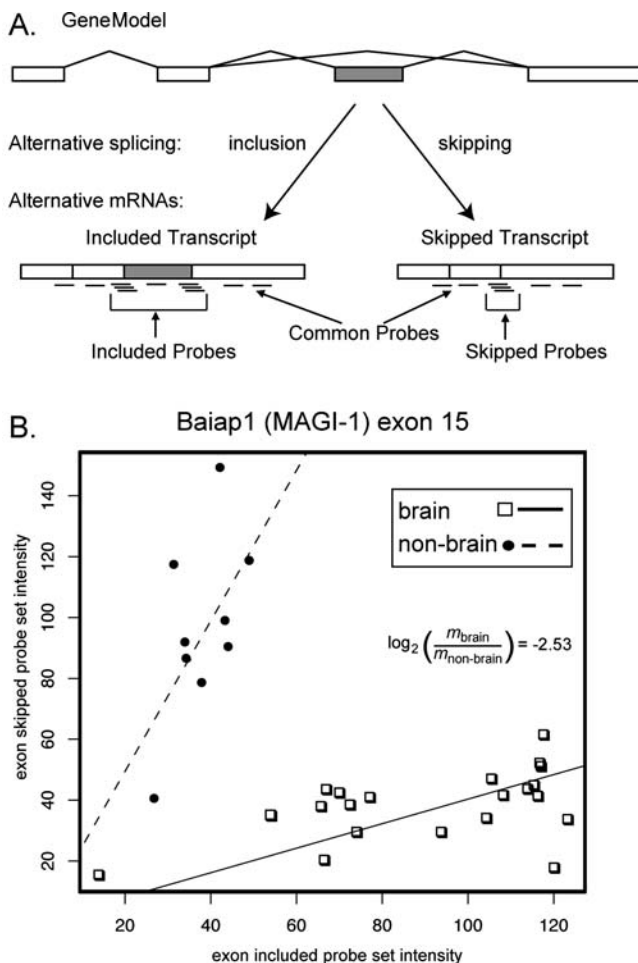 A. GeneModel
Alternative splicing: inclusion skipping
Alternative mRNAs:
Included Transcript Skipped Transcript
Common Probes
Included Probes Skipped Probes
B. Baiap1 (MAGI-1) exon 15
exon skipped probe set intensity
140
120
100
80
60
40
20
brain
non-brain
log2 (mbrain / mnon-brain) = -2.53
20 40 60 80 100 120
exon included probe set intensity